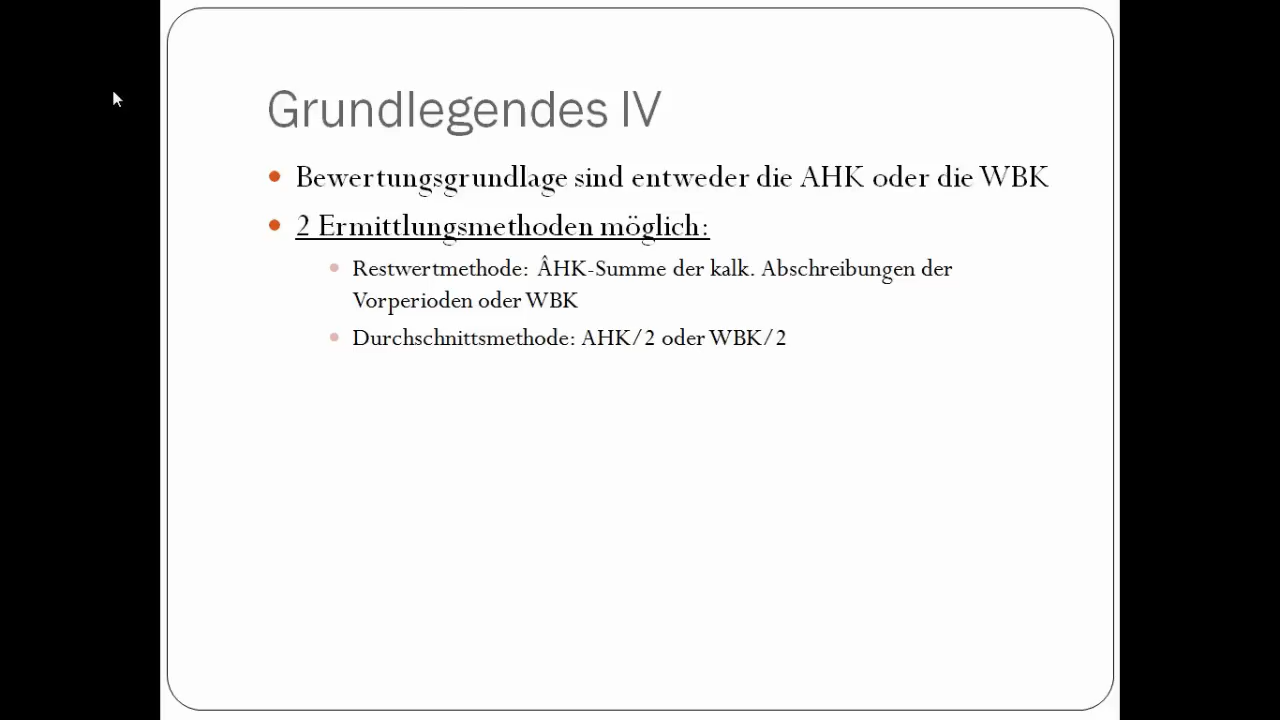 Grundlegendes IV
Bewertungsgrundlage sind entweder die AHK oder die WBK
2 Ermittlungsmethoden möglich:
Restwertmethode: ÂHK-Summe der kalk. Abschreibungen der
Vorperioden oder WBK
Durchschnittsmethode: AHK/2 oder WBK/2